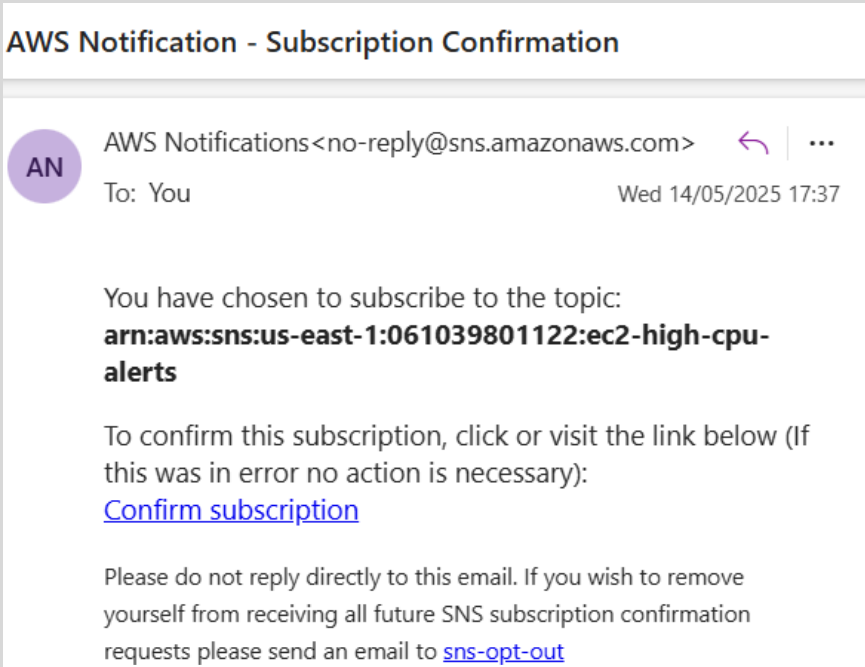 AWS Notification - Subscription Confirmation
AN
AWS Notifications<no-reply@sns.amazonaws.com>
To: You
Wed 14/05/2025 17:37
You have chosen to subscribe to the topic:
arn:aws:sns:us-east-1:061039801122:ec2-high-cpu-
alerts
To confirm this subscription, click or visit the link below (If
this was in error no action is necessary):
Confirm subscription
Please do not reply directly to this email. If you wish to remove
yourself from receiving all future SNS subscription confirmation
requests please send an email to sns-opt-out